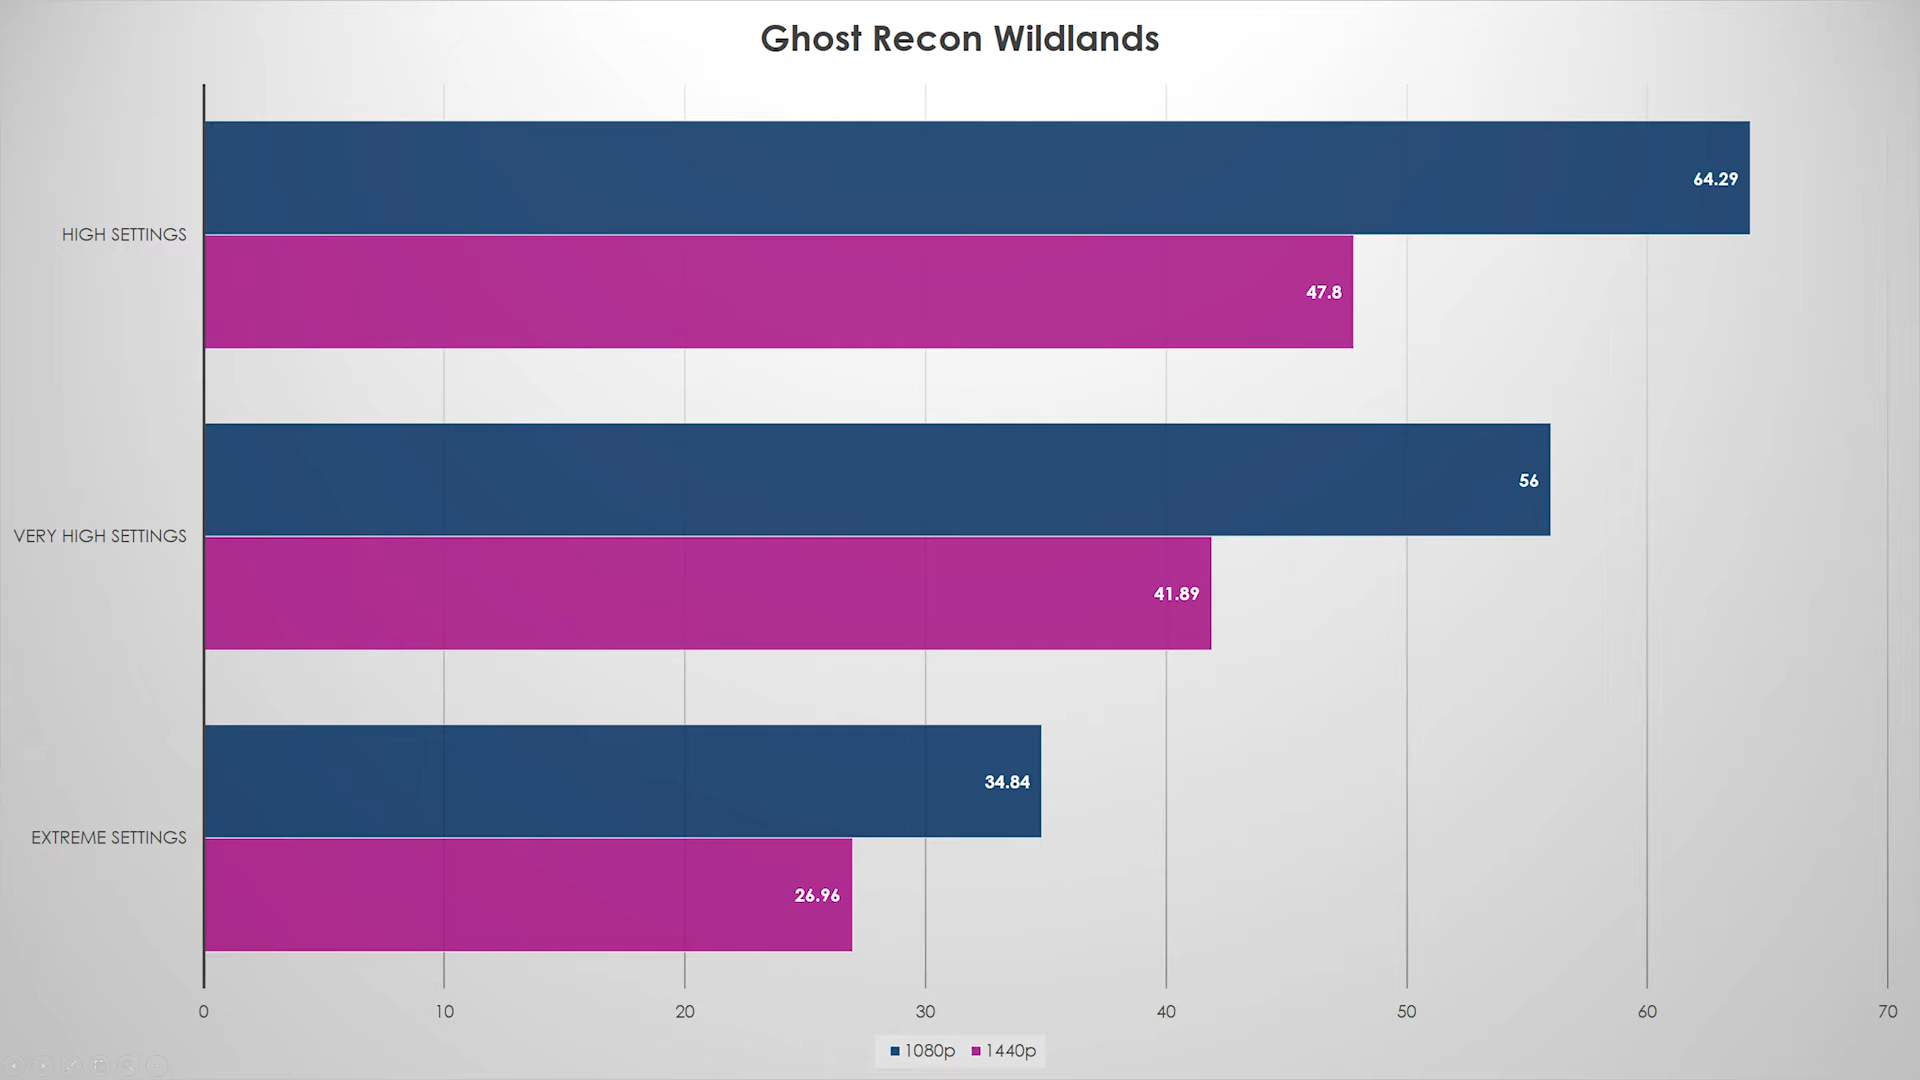 Ghost Recon Wildlands
64.29
HIGH SETTINGS
47.8
56
VERY HIGH SETTINGS
41.89
34.84
EXTREME SETTINGS
26.96
0 10 20 30 40 50 60 70
1080p 1440p